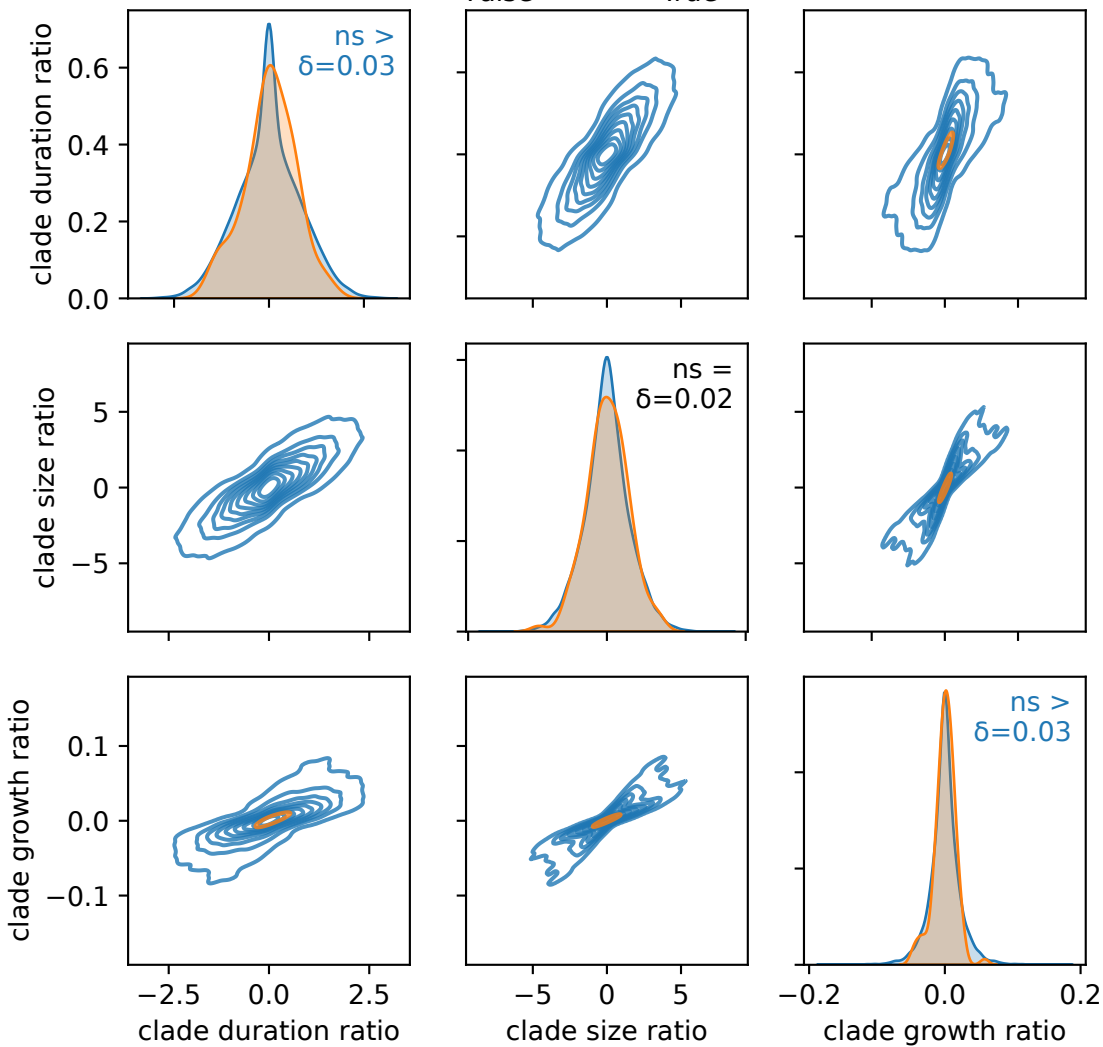 True
clade duration ratio
0.6
0.4
0.2
0.0
ns >
δ=0.03
clade size ratio
5
0
−5
ns =
δ=0.02
clade growth ratio
0.1
0.0
−0.1
ns >
δ=0.03
−2.5 0.0 2.5
−5 0 5
−0.2 0.0 0.2
clade duration ratio
clade size ratio
clade growth ratio